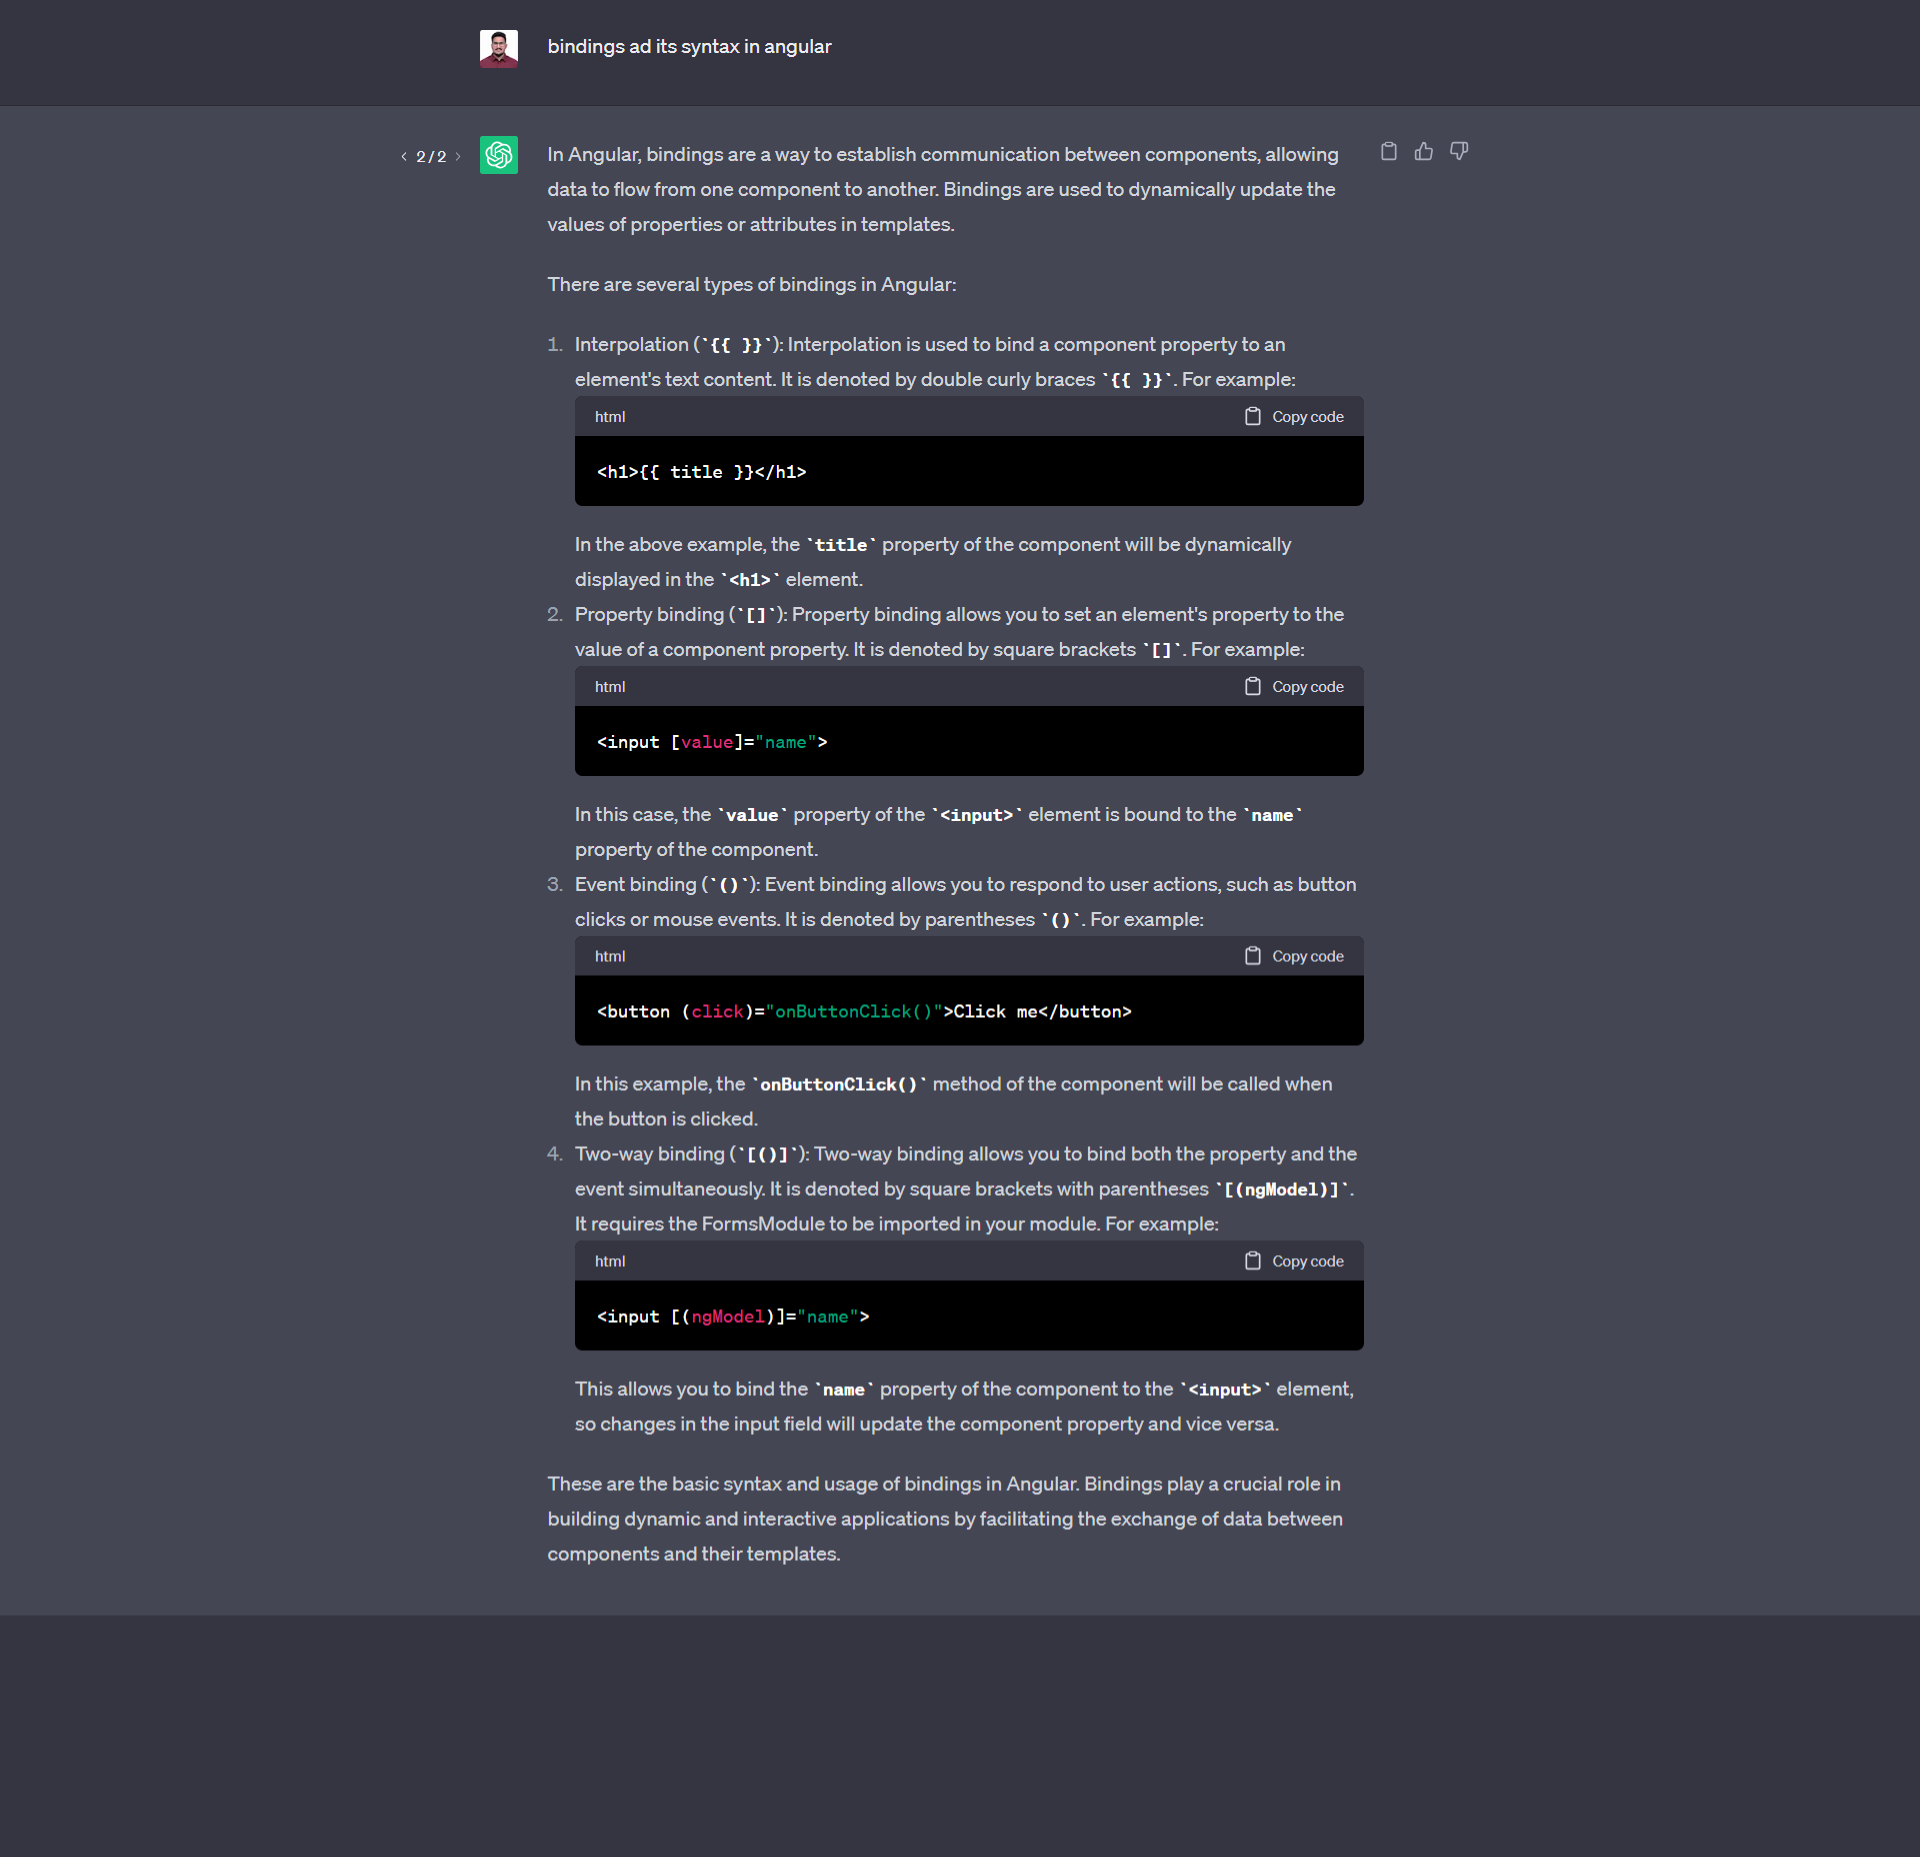 bindings ad its syntax in angular
< 2 / 2 >
In Angular, bindings are a way to establish communication between components, allowing
data to flow from one component to another. Bindings are used to dynamically update the
values of properties or attributes in templates.
There are several types of bindings in Angular:
1. Interpolation (`{{ }}`): Interpolation is used to bind a component property to an
element's text content. It is denoted by double curly braces `{{ }}`. For example:
html Copy code
<h1>{{ title }}</h1>
In the above example, the `title` property of the component will be dynamically
displayed in the `<h1>` element.
2. Property binding (`[]`): Property binding allows you to set an element's property to the
value of a component property. It is denoted by square brackets `[]`. For example:
html Copy code
<input [value]="name">
In this case, the `value` property of the `<input>` element is bound to the `name`
property of the component.
3. Event binding (`()`): Event binding allows you to respond to user actions, such as button
clicks or mouse events. It is denoted by parentheses `()`. For example:
html Copy code
<button (click)="onButtonClick()">Click me</button>
In this example, the `onButtonClick()` method of the component will be called when
the button is clicked.
4. Two-way binding (`[()]`): Two-way binding allows you to bind both the property and the
event simultaneously. It is denoted by square brackets with parentheses `[(ngModel)]`.
It requires the FormsModule to be imported in your module. For example:
html Copy code
<input [(ngModel)]="name">
This allows you to bind the `name` property of the component to the `<input>` element,
so changes in the input field will update the component property and vice versa.
These are the basic syntax and usage of bindings in Angular. Bindings play a crucial role in
building dynamic and interactive applications by facilitating the exchange of data between
components and their templates.